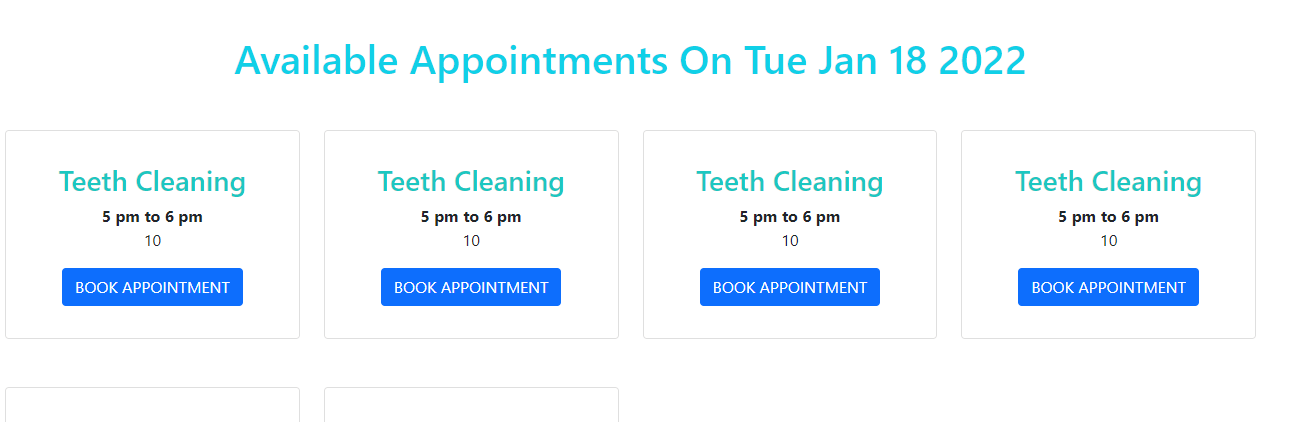 Available Appointments On Tue Jan 18 2022
Teeth Cleaning
5 pm to 6 pm
10
BOOK APPOINTMENT
Teeth Cleaning
5 pm to 6 pm
10
BOOK APPOINTMENT
Teeth Cleaning
5 pm to 6 pm
10
BOOK APPOINTMENT
Teeth Cleaning
5 pm to 6 pm
10
BOOK APPOINTMENT